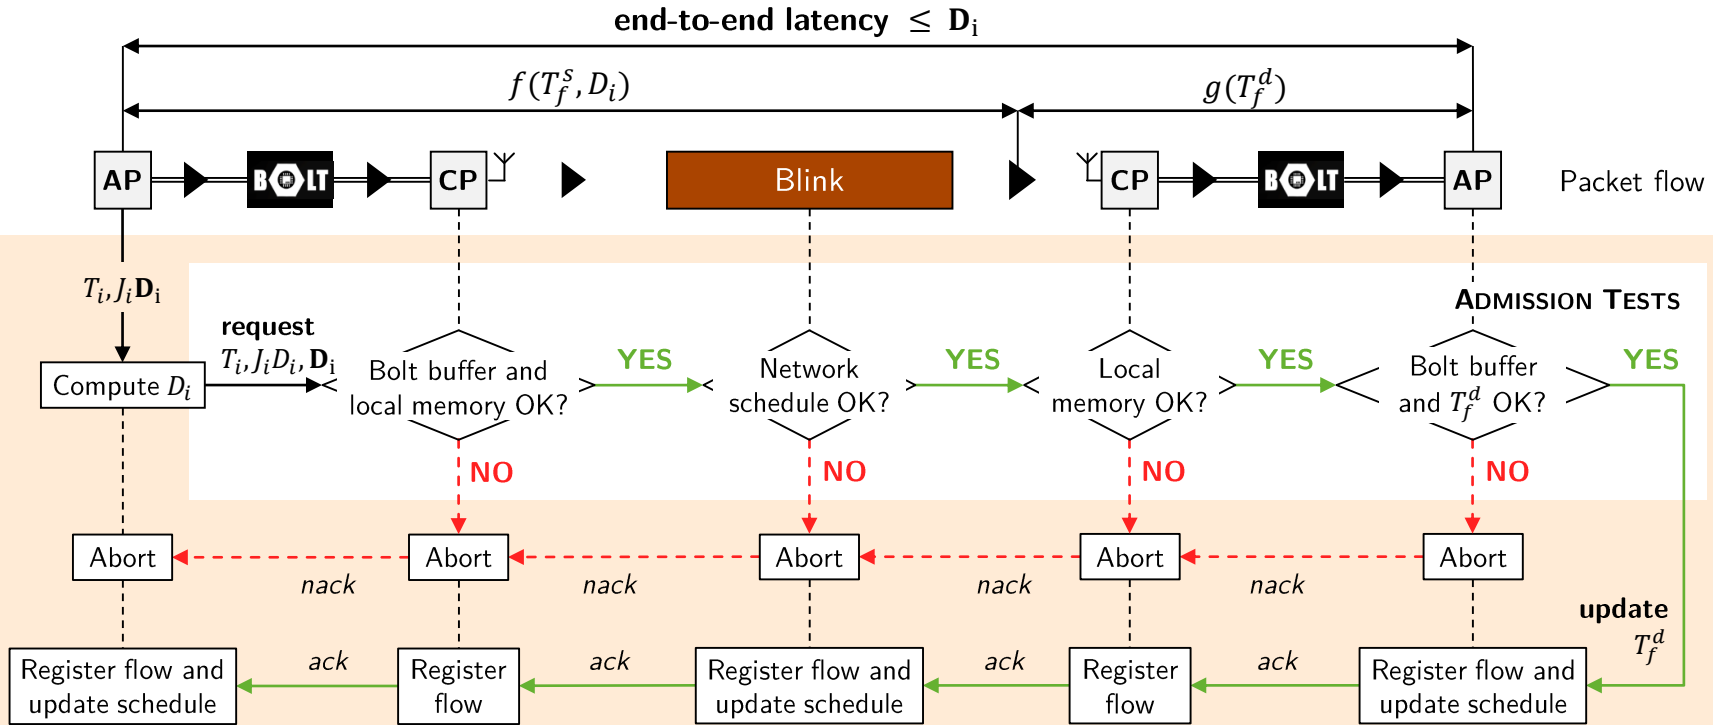 end-to-end latency ≤ D_i
f(T_f^s, D_i)
g(T_f^d)
AP
BOLT
CP
Blink
CP
BOLT
AP
Packet flow
T_i, J_i D_i
ADMISSION TESTS
request
T_i, J_i D_i, D_i
Compute D_i
Bolt buffer and
local memory OK?
YES
Network
schedule OK?
YES
Local
memory OK?
YES
Bolt buffer
and T_f^d OK?
YES
NO
NO
NO
NO
Abort
nack
Abort
nack
Abort
nack
Abort
nack
Abort
update
T_f^d
Register flow and
update schedule
ack
Register
flow
ack
Register flow and
update schedule
ack
Register
flow
ack
Register flow and
update schedule